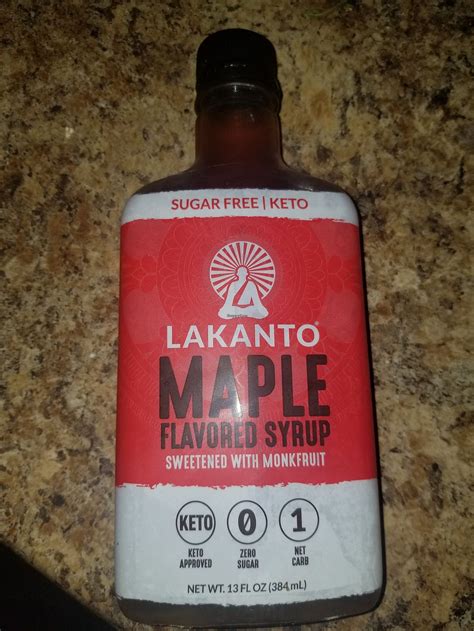 SUGAR FREE | KETO
LAKANTO®
MAPLE
FLAVORED SYRUP
SWEETENED WITH MONKFRUIT
KETO 0 1
KETO APPROVED
ZERO SUGAR
NET CARB
NET WT. 13 FL OZ (384 mL)